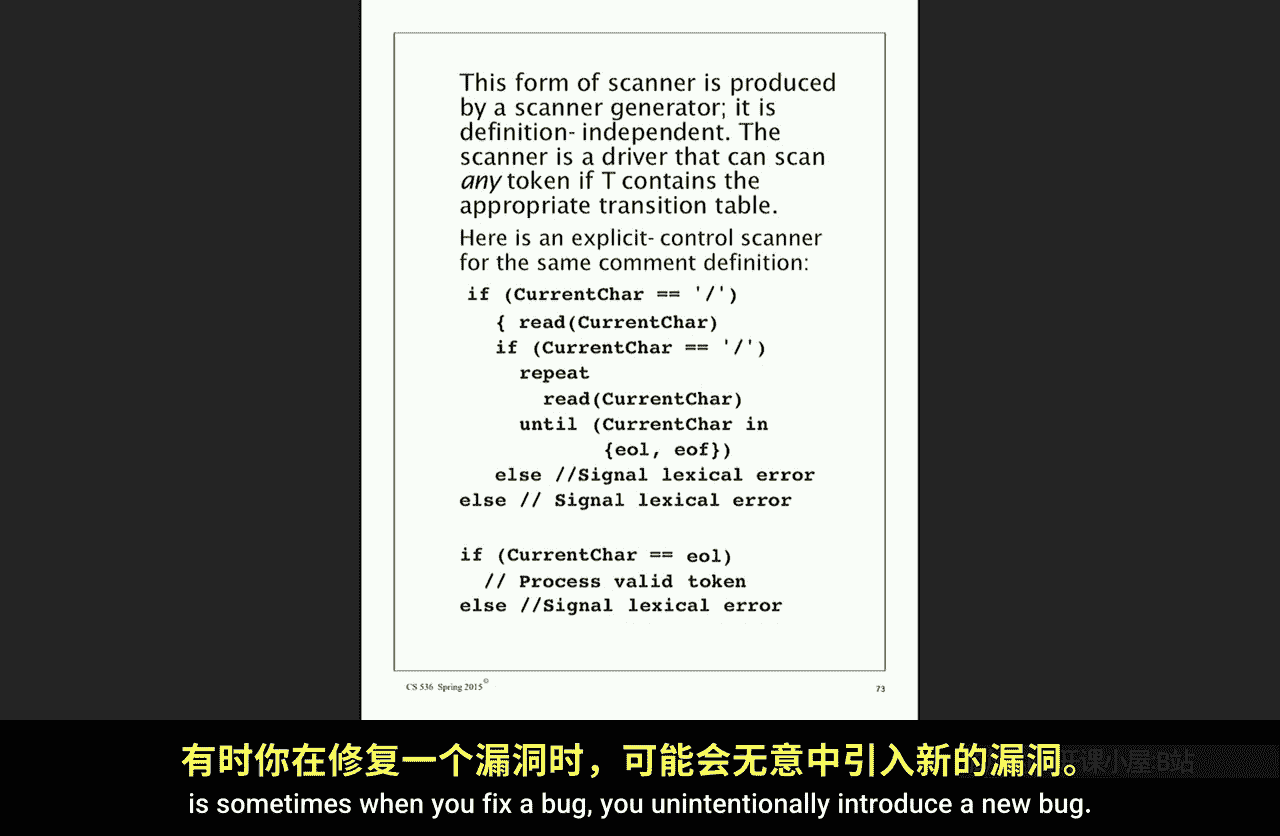 This form of scanner is produced
by a scanner generator; it is
definition- independent. The
scanner is a driver that can scan
any token if T contains the
appropriate transition table.
Here is an explicit- control scanner
for the same comment definition:
if (CurrentChar == '/')
{ read(CurrentChar)
if (CurrentChar == '/')
repeat
read(CurrentChar)
until (CurrentChar in
{eol, eof})
else //Signal lexical error
else // Signal lexical error
if (CurrentChar == eol)
// Process valid token
else //Signal lexical error
CS 536 Spring 2015©
73
有时你在修复一个漏洞时，可能会无意中引入新的漏洞。
课小屋B站
is sometimes when you fix a bug, you unintentionally introduce a new bug.